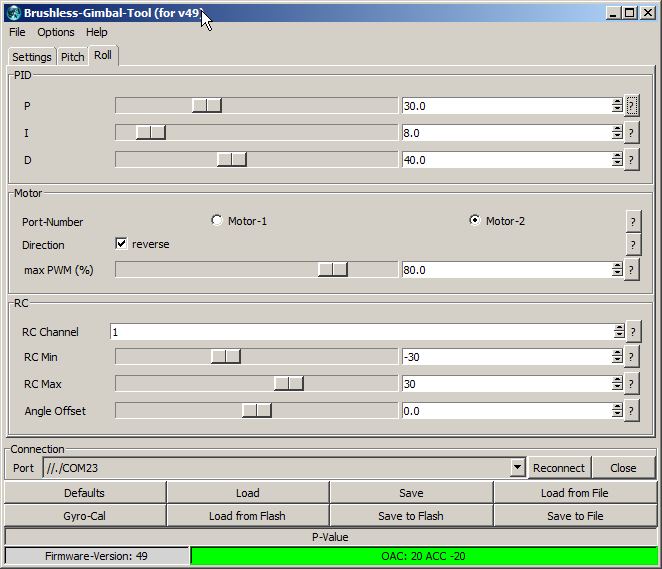 Brushless-Gimbal-Tool (for v49)
File Options Help
Settings Pitch Roll
PID
P 30.0 ?
I 8.0 ?
D 40.0 ?
Motor
Port-Number Motor-1 Motor-2 ?
Direction reverse ?
max PWM (%) 80.0 ?
RC
RC Channel 1 ?
RC Min -30 ?
RC Max 30 ?
Angle Offset 0.0 ?
Connection
Port //./COM23 Reconnect Close
Defaults Load Save Load from File
Gyro-Cal Load from Flash Save to Flash Save to File
P-Value
Firmware-Version: 49 OAC: 20 ACC -20